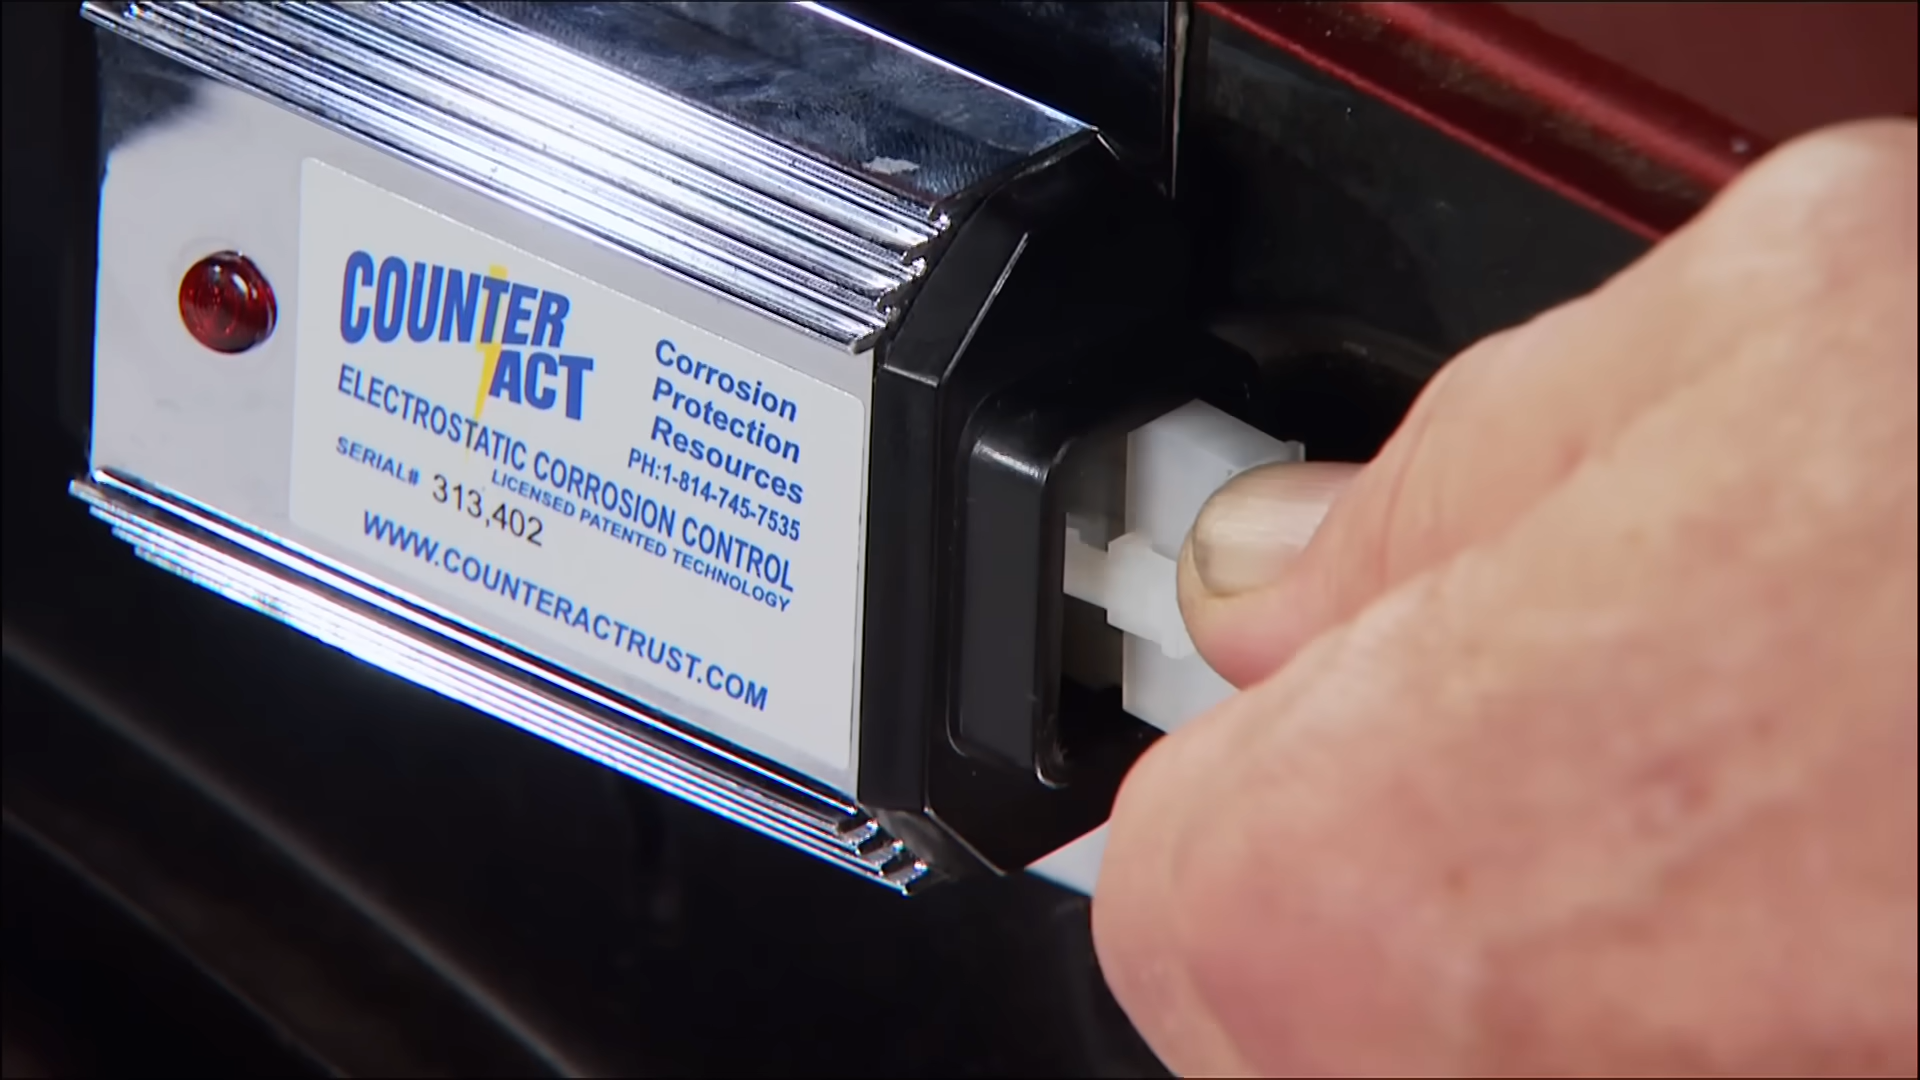 COUNTER
ACT
ELECTROSTATIC CORROSION CONTROL
LICENSED PATENTED TECHNOLOGY
SERIAL# 313,402
WWW.COUNTERACTRUST.COM
Corrosion
Protection
Resources
PH:1-814-745-7535